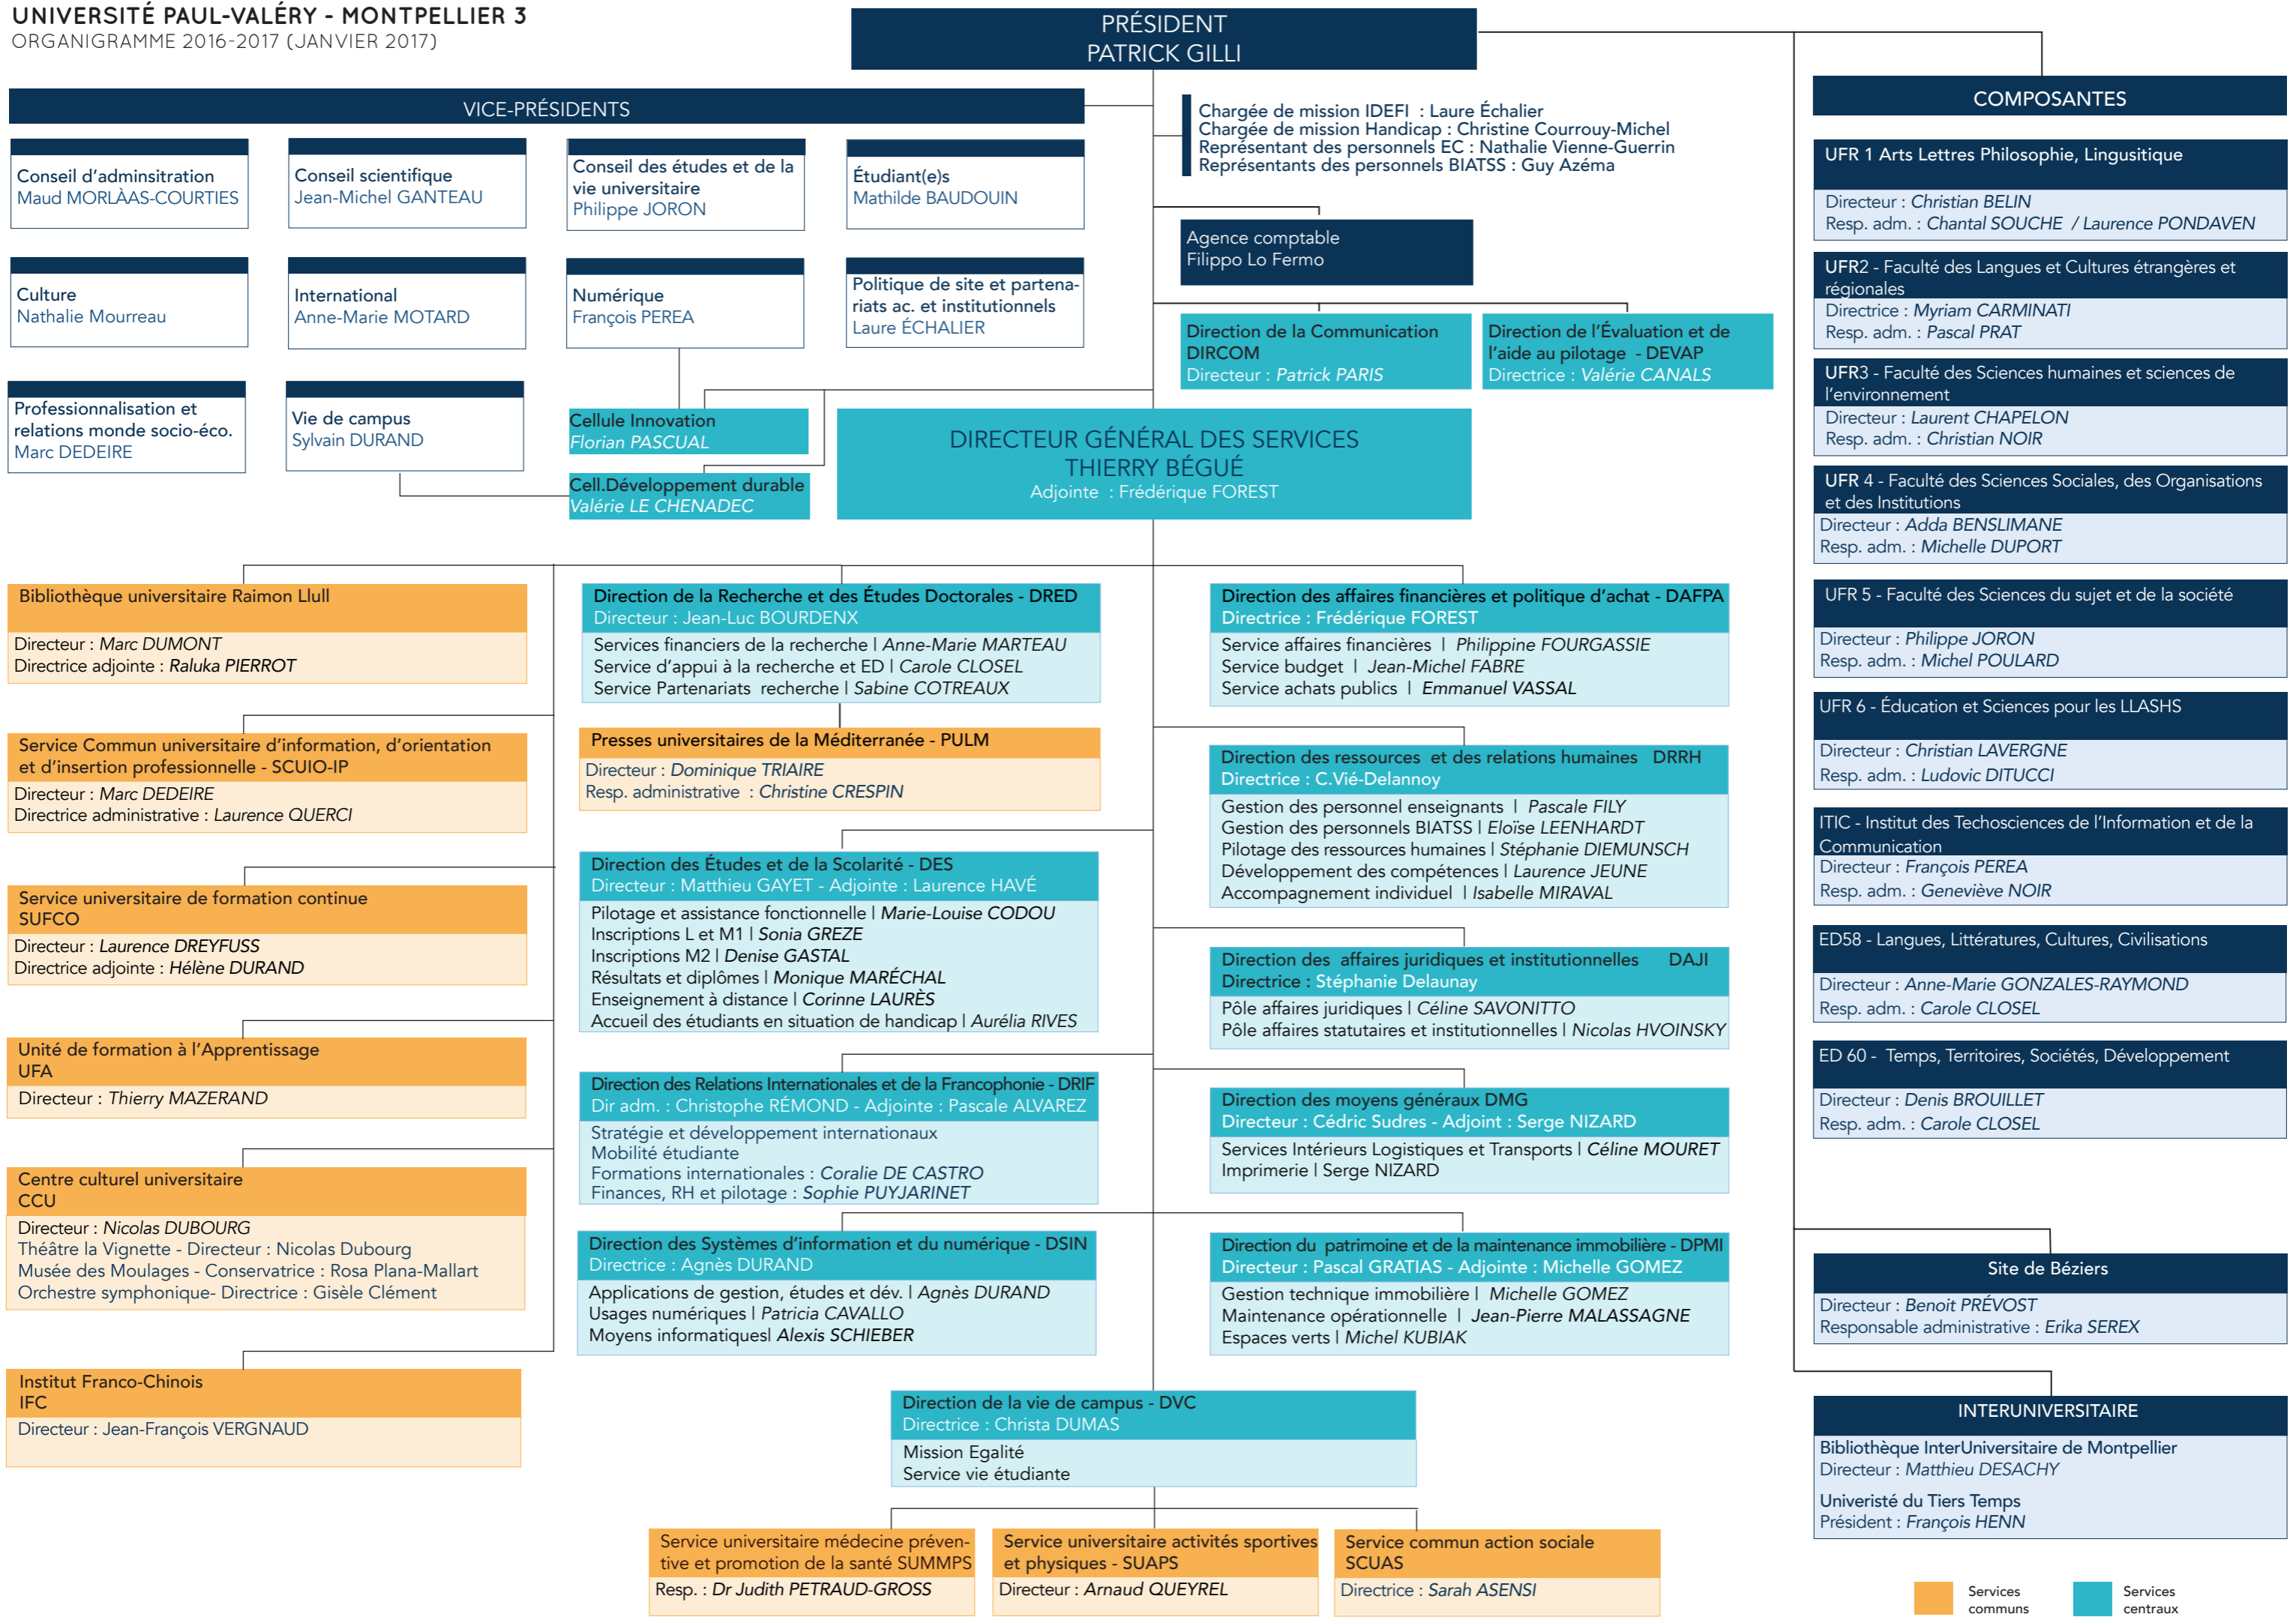 UNIVERSITÉ PAUL-VALÉRY - MONTPELLIER 3
ORGANIGRAMME 2016-2017 (JANVIER 2017)
PRÉSIDENT
PATRICK GILLI
VICE-PRÉSIDENTS
Conseil d'adminsitration
Maud MORLÀAS-COURTIES
Conseil scientifique
Jean-Michel GANTEAU
Conseil des études et de la
vie universitaire
Philippe JORON
Étudiant(e)s
Mathilde BAUDOUIN
Culture
Nathalie Mourreau
International
Anne-Marie MOTARD
Numérique
François PEREA
Politique de site et partena-
riats ac. et institutionnels
Laure ÉCHALIER
Professionnalisation et
relations monde socio-éco.
Marc DEDEIRE
Vie de campus
Sylvain DURAND
Cellule Innovation
Florian PASCUAL
Cell.Développement durable
Valérie LE CHENADEC
Chargée de mission IDEFI : Laure Échalier
Chargée de mission Handicap : Christine Courrouy-Michel
Représentant des personnels EC : Nathalie Vienne-Guerrin
Représentants des personnels BIATSS : Guy Azéma
Agence comptable
Filippo Lo Fermo
Direction de la Communication
DIRCOM
Directeur : Patrick PARIS
Direction de l'Évaluation et de
l'aide au pilotage - DEVAP
Directrice : Valérie CANALS
DIRECTEUR GÉNÉRAL DES SERVICES
THIERRY BÉGUÉ
Adjointe : Frédérique FOREST
Bibliothèque universitaire Raimon Llull
Directeur : Marc DUMONT
Directrice adjointe : Raluka PIERROT
Service Commun universitaire d'information, d'orientation
et d'insertion professionnelle - SCUIO-IP
Directeur : Marc DEDEIRE
Directrice administrative : Laurence QUERCI
Service universitaire de formation continue
SUFCO
Directeur : Laurence DREYFUSS
Directrice adjointe : Hélène DURAND
Unité de formation à l'Apprentissage
UFA
Directeur : Thierry MAZERAND
Centre culturel universitaire
CCU
Directeur : Nicolas DUBOURG
Théâtre la Vignette - Directeur : Nicolas Dubourg
Musée des Moulages - Conservatrice : Rosa Plana-Mallart
Orchestre symphonique- Directrice : Gisèle Clément
Institut Franco-Chinois
IFC
Directeur : Jean-François VERGNAUD
Direction de la Recherche et des Études Doctorales - DRED
Directeur : Jean-Luc BOURDENX
Services financiers de la recherche | Anne-Marie MARTEAU
Service d'appui à la recherche et ED | Carole CLOSEL
Service Partenariats recherche | Sabine COTREAUX
Presses universitaires de la Méditerranée - PULM
Directeur : Dominique TRIAIRE
Resp. administrative : Christine CRESPIN
Direction des Études et de la Scolarité - DES
Directeur : Matthieu GAYET - Adjointe : Laurence HAVÉ
Pilotage et assistance fonctionnelle | Marie-Louise CODOU
Inscriptions L et M1 | Sonia GREZE
Inscriptions M2 | Denise GASTAL
Résultats et diplômes | Monique MARÉCHAL
Enseignement à distance | Corinne LAURÈS
Accueil des étudiants en situation de handicap | Aurélia RIVES
Direction des Relations Internationales et de la Francophonie - DRIF
Dir adm. : Christophe RÉMOND - Adjointe : Pascale ALVAREZ
Stratégie et développement internationaux
Mobilité étudiante
Formations internationales : Coralie DE CASTRO
Finances, RH et pilotage : Sophie PUYJARINET
Direction des Systèmes d'information et du numérique - DSIN
Directrice : Agnès DURAND
Applications de gestion, études et dév. | Agnès DURAND
Usages numériques | Patricia CAVALLO
Moyens informatiques| Alexis SCHIEBER
Direction des affaires financières et politique d'achat - DAFPA
Directrice : Frédérique FOREST
Service affaires financières | Philippine FOURGASSIE
Service budget | Jean-Michel FABRE
Service achats publics | Emmanuel VASSAL
Direction des ressources et des relations humaines DRRH
Directrice : C.Vié-Delannoy
Gestion des personnel enseignants | Pascale FILY
Gestion des personnels BIATSS | Eloïse LEENHARDT
Pilotage des ressources humaines | Stéphanie DIEMUNSCH
Développement des compétences | Laurence JEUNE
Accompagnement individuel | Isabelle MIRAVAL
Direction des affaires juridiques et institutionnelles DAJI
Directrice : Stéphanie Delaunay
Pôle affaires juridiques | Céline SAVONITTO
Pôle affaires statutaires et institutionnelles | Nicolas HVOINSKY
Direction des moyens généraux DMG
Directeur : Cédric Sudres - Adjoint : Serge NIZARD
Services Intérieurs Logistiques et Transports | Céline MOURET
Imprimerie | Serge NIZARD
Direction du patrimoine et de la maintenance immobilière - DPMI
Directeur : Pascal GRATIAS - Adjointe : Michelle GOMEZ
Gestion technique immobilière | Michelle GOMEZ
Maintenance opérationnelle | Jean-Pierre MALASSAGNE
Espaces verts | Michel KUBIAK
Direction de la vie de campus - DVC
Directrice : Christa DUMAS
Mission Egalité
Service vie étudiante
Service universitaire médecine préven-
tive et promotion de la santé SUMMPS
Resp. : Dr Judith PETRAUD-GROSS
Service universitaire activités sportives
et physiques - SUAPS
Directeur : Arnaud QUEYREL
Service commun action sociale
SCUAS
Directrice : Sarah ASENSI
COMPOSANTES
UFR 1 Arts Lettres Philosophie, Lingusitique
Directeur : Christian BELIN
Resp. adm. : Chantal SOUCHE / Laurence PONDAVEN
UFR2 - Faculté des Langues et Cultures étrangères et
régionales
Directrice : Myriam CARMINATI
Resp. adm. : Pascal PRAT
UFR3 - Faculté des Sciences humaines et sciences de
l'environnement
Directeur : Laurent CHAPELON
Resp. adm. : Christian NOIR
UFR 4 - Faculté des Sciences Sociales, des Organisations
et des Institutions
Directeur : Adda BENSLIMANE
Resp. adm. : Michelle DUPORT
UFR 5 - Faculté des Sciences du sujet et de la société
Directeur : Philippe JORON
Resp. adm. : Michel POULARD
UFR 6 - Éducation et Sciences pour les LLASHS
Directeur : Christian LAVERGNE
Resp. adm. : Ludovic DITUCCI
ITIC - Institut des Techosciences de l'Information et de la
Communication
Directeur : François PEREA
Resp. adm. : Geneviève NOIR
ED58 - Langues, Littératures, Cultures, Civilisations
Directeur : Anne-Marie GONZALES-RAYMOND
Resp. adm. : Carole CLOSEL
ED 60 - Temps, Territoires, Sociétés, Développement
Directeur : Denis BROUILLET
Resp. adm. : Carole CLOSEL
Site de Béziers
Directeur : Benoit PRÉVOST
Responsable administrative : Erika SEREX
INTERUNIVERSITAIRE
Bibliothèque InterUniversitaire de Montpellier
Directeur : Matthieu DESACHY
Univeristé du Tiers Temps
Président : François HENN
Services
communs
Services
centraux